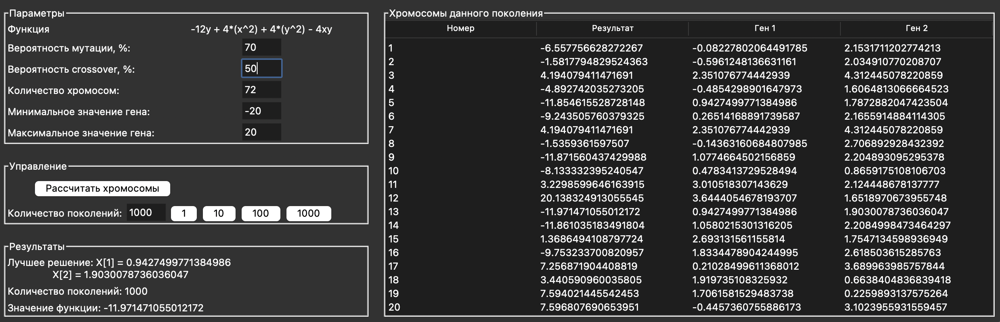 Параметры
Функция -12y + 4*(x^2) + 4*(y^2) - 4xy
Вероятность мутации, %: 70
Вероятность crossover, %: 50
Количество хромосом: 72
Минимальное значение гена: -20
Максимальное значение гена: 20
Управление
Рассчитать хромосомы
Количество поколений: 1000 1 10 100 1000
Результаты
Лучшее решение: X[1] = 0.9427499771384986
X[2] = 1.9030078736036047
Количество поколений: 1000
Значение функции: -11.971471055012172
Хромосомы данного поколения
Номер Результат Ген 1 Ген 2
1 -6.557756628272267 -0.08227802064491785 2.1531711202774213
2 -1.5817794829524363 -0.5961248136631161 2.034910770208707
3 4.194079411471691 2.351076774442939 4.312445078220859
4 -4.892742035273205 -0.4854298901647973 1.6064813066664523
5 -11.854615528728148 0.9427499771384986 1.7872882047423504
6 -9.243505760379325 0.26514168891739587 2.1655914884114305
7 4.194079411471691 2.351076774442939 4.312445078220859
8 -1.5359361597507 -0.14363160684807985 2.706892928432392
9 -11.871560437429988 1.0774664502156859 2.204893095295378
10 -8.133332395240547 0.4783413729528494 0.8659175108106703
11 3.2298599646163915 3.010518307143629 2.124448678137777
12 20.138324913055545 3.6444054678193707 1.6518970673955748
13 -11.971471055012172 0.9427499771384986 1.9030078736036047
14 -11.861035183491804 1.0580215301316205 2.2084998473464297
15 1.3686494108797724 2.693131561155814 1.7547134598936949
16 -9.753233700820957 1.8334478904244995 2.618503615285763
17 7.256871904408819 0.21028499611368012 3.689963985757844
18 3.440590960035805 1.919735108325932 0.6638404836839418
19 7.594021445542453 1.7061581529483738 0.2259893137575264
20 7.596807690653951 -0.4457360755886173 3.1023955931559457